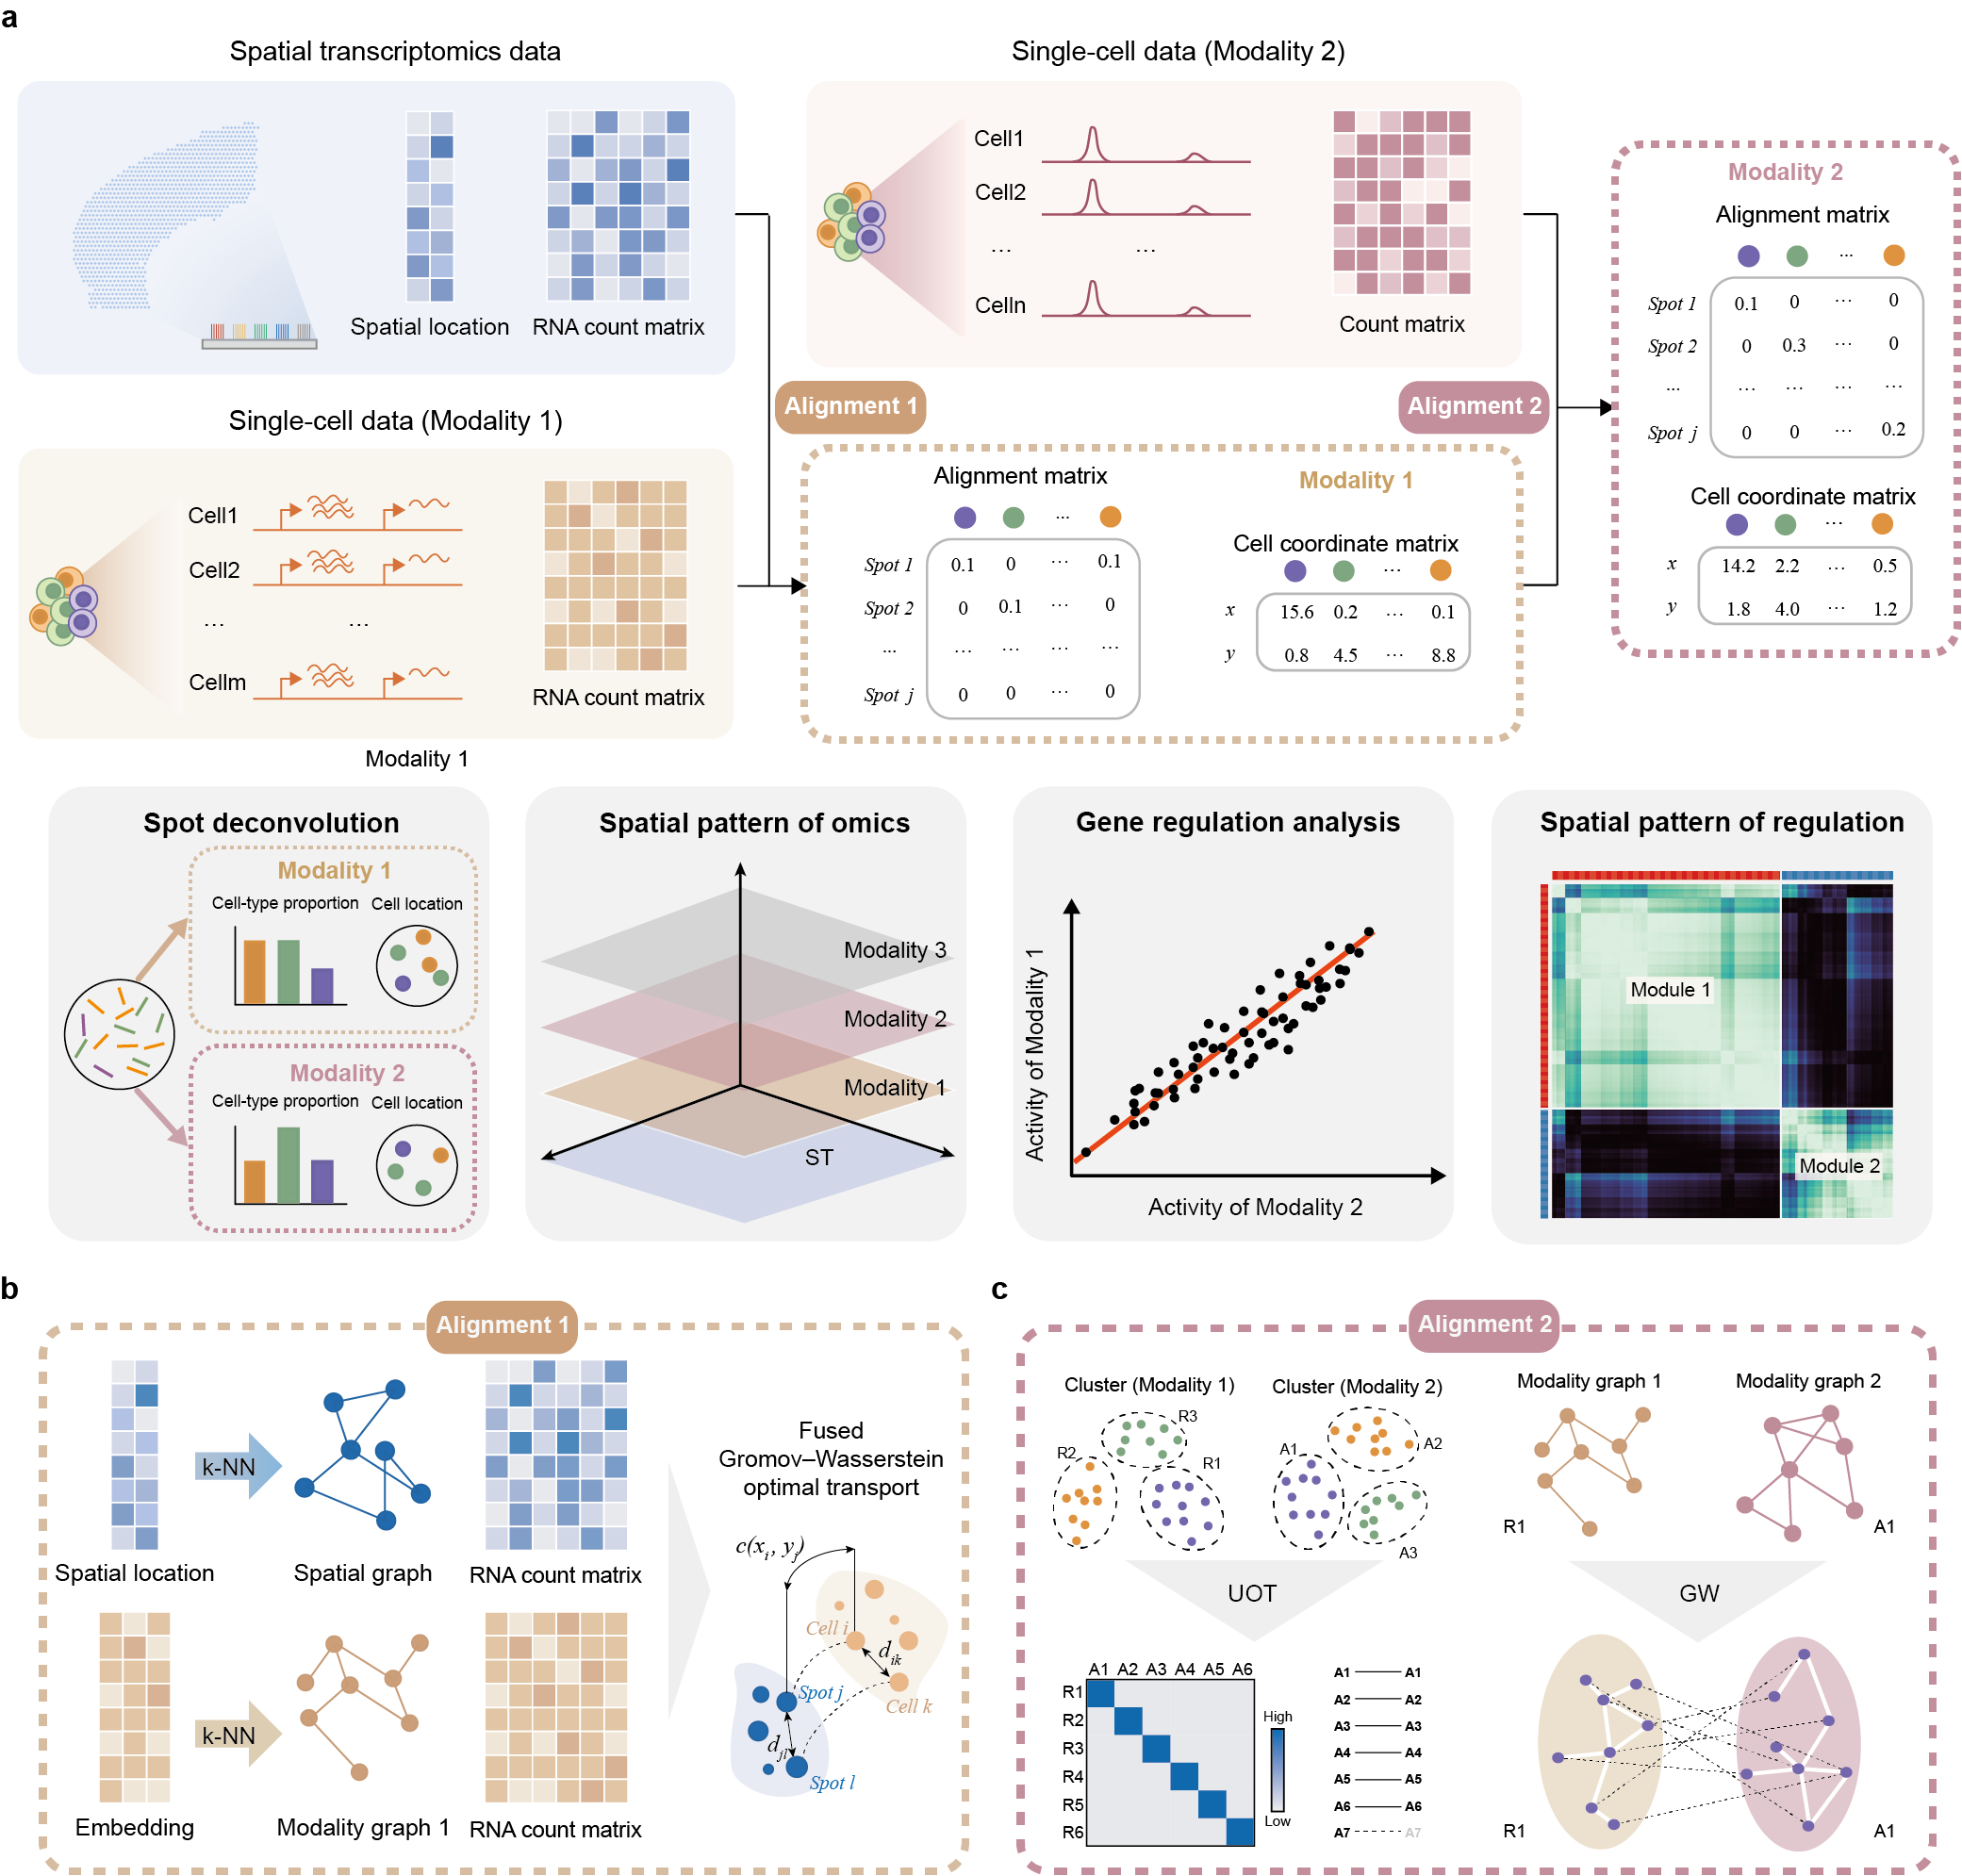 a
Spatial transcriptomics data
Spatial location
RNA count matrix
Single-cell data (Modality 2)
Cell1
Cell2
...
...
Celln
Count matrix
Single-cell data (Modality 1)
Cell1
Cell2
...
...
Cellm
RNA count matrix
Modality 1
Alignment 1
Alignment 2
Alignment matrix
...
Spot 1 0.1 0 ... 0.1
Spot 2 0 0.1 ... 0
... ... ... ... ...
Spot j 0 0 ... 0
Modality 1
Cell coordinate matrix
...
x 15.6 0.2 ... 0.1
y 0.8 4.5 ... 8.8
Modality 2
Alignment matrix
...
Spot 1 0.1 0 ... 0
Spot 2 0 0.3 ... 0
... ... ... ... ...
Spot j 0 0 ... 0.2
Cell coordinate matrix
...
x 14.2 2.2 ... 0.5
y 1.8 4.0 ... 1.2
Spot deconvolution
Modality 1
Cell-type proportion
Cell location
Modality 2
Cell-type proportion
Cell location
Spatial pattern of omics
Modality 3
Modality 2
Modality 1
ST
Gene regulation analysis
Activity of Modality 1
Activity of Modality 2
Spatial pattern of regulation
Module 1
Module 2
b
Alignment 1
k-NN
Spatial location
Spatial graph
RNA count matrix
k-NN
Embedding
Modality graph 1
RNA count matrix
Fused
Gromov–Wasserstein
optimal transport
c(xi, yj)
Cell i
dik
Cell k
Spot j
djl
Spot l
c
Alignment 2
Cluster (Modality 1)
R3
R2
R1
Cluster (Modality 2)
A1
A2
A3
UOT
A1 A2 A3 A4 A5 A6
R1
R2
R3
R4
R5
R6
High
Low
A1 A1
A2 A2
A3 A3
A4 A4
A5 A5
A6 A6
A7 A7
Modality graph 1
Modality graph 2
R1
A1
GW
R1
A1